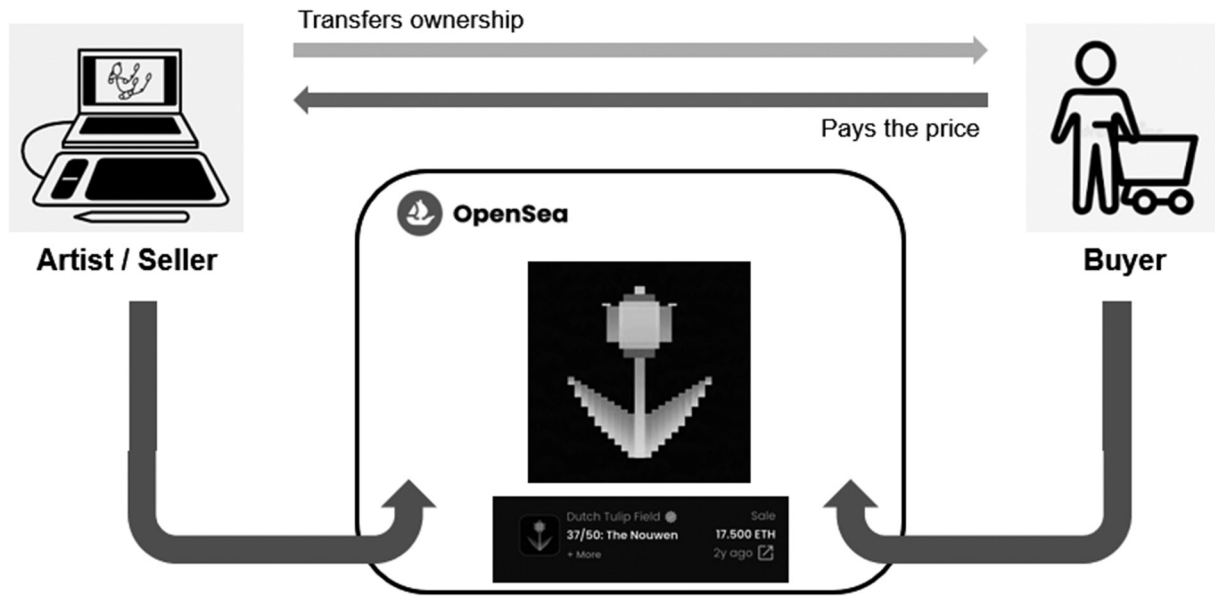 Transfers ownership
Pays the price
OpenSea
Artist / Seller
Buyer
Dutch Tulip Field
Sale
37/50: The Nouwen
17.500 ETH
+ More
2y ago